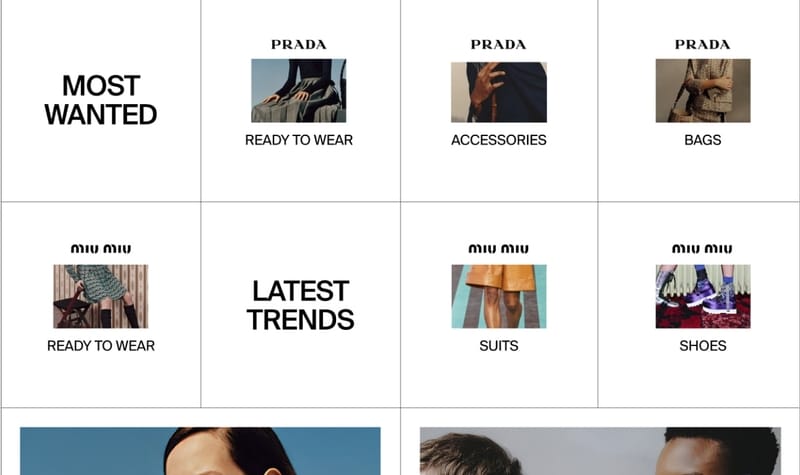 MOST
WANTED
PRADA
READY TO WEAR
PRADA
ACCESSORIES
PRADA
BAGS
miu miu
READY TO WEAR
LATEST
TRENDS
miu miu
SUITS
miu miu
SHOES